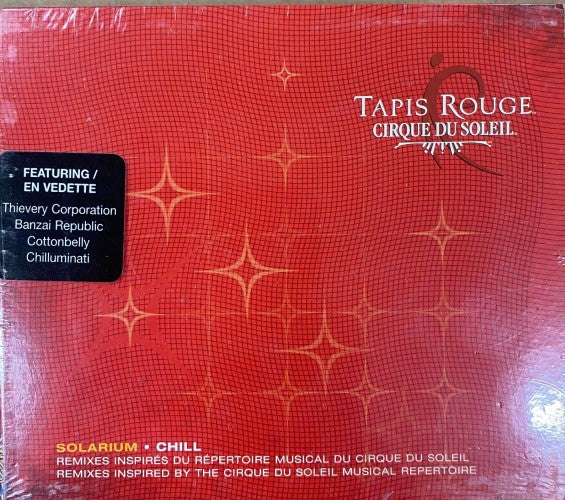 TAPIS ROUGE
CIRQUE DU SOLEIL
FEATURING /
EN VEDETTE
Thievery Corporation
Banzai Republic
Cottonbelly
Chilluminati
SOLARIUM • CHILL
REMIXES INSPIRÉS DU RÉPERTOIRE MUSICAL DU CIRQUE DU SOLEIL
REMIXES INSPIRED BY THE CIRQUE DU SOLEIL MUSICAL REPERTOIRE